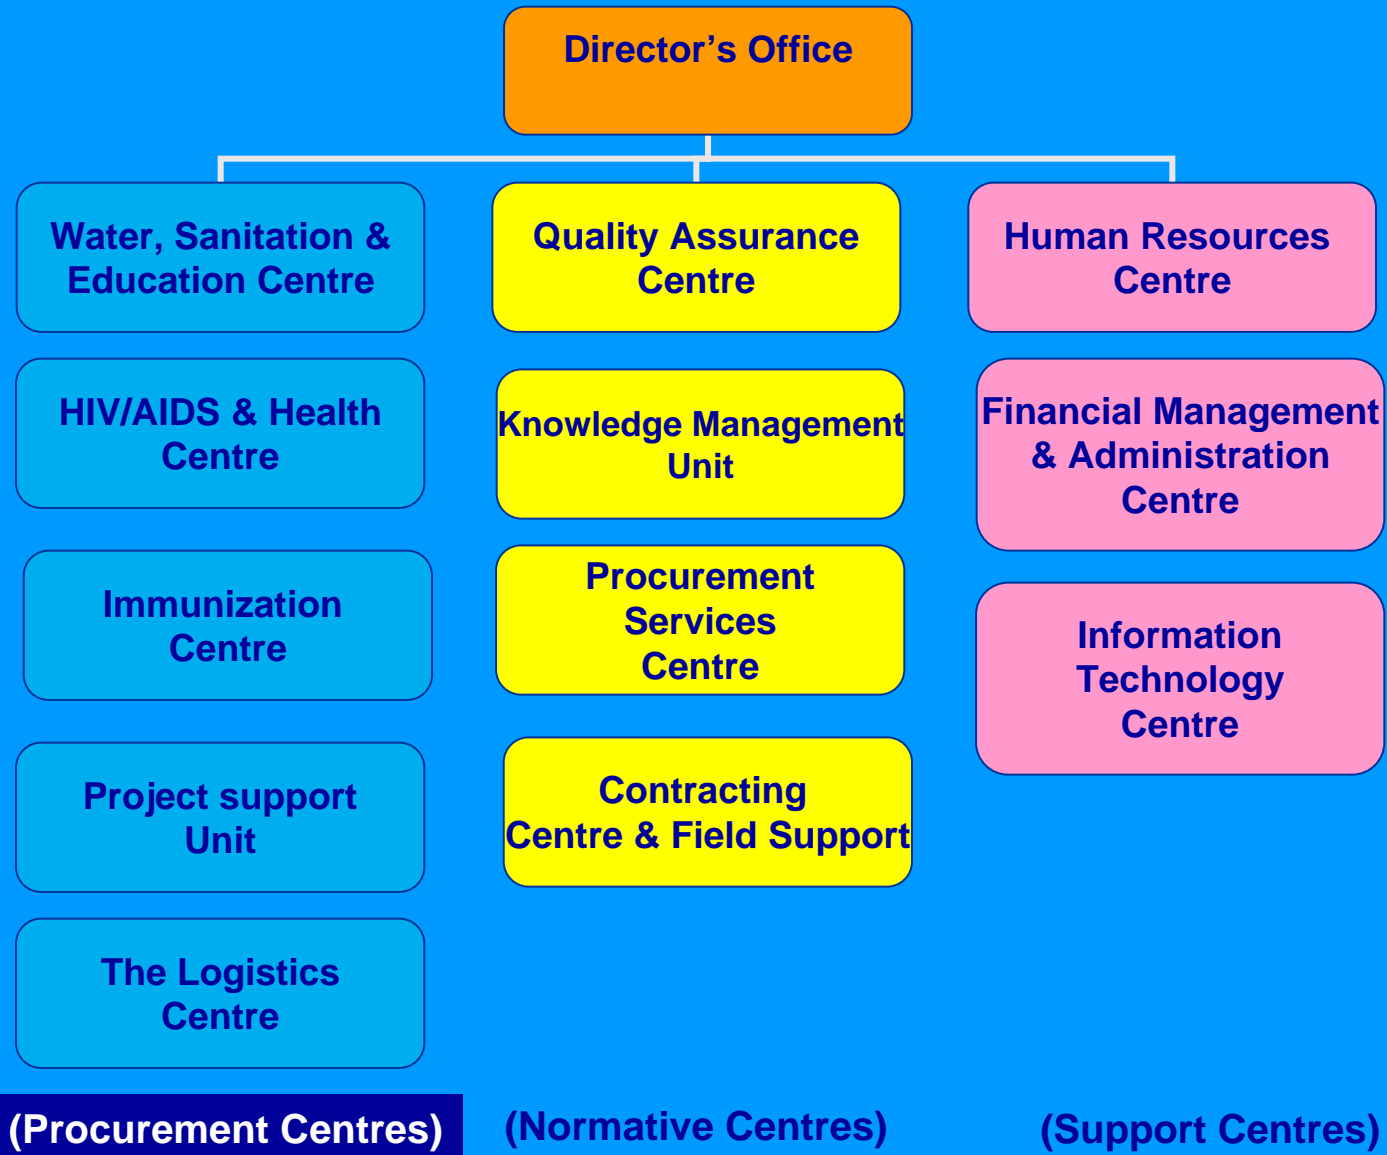 Director’s Office
Water, Sanitation &
Education Centre
HIV/AIDS & Health
Centre
Immunization
Centre
Project support
Unit
The Logistics
Centre
(Procurement Centres)
Quality Assurance
Centre
Knowledge Management
Unit
Procurement
Services
Centre
Contracting
Centre & Field Support
(Normative Centres)
Human Resources
Centre
Financial Management
& Administration
Centre
Information
Technology
Centre
(Support Centres)